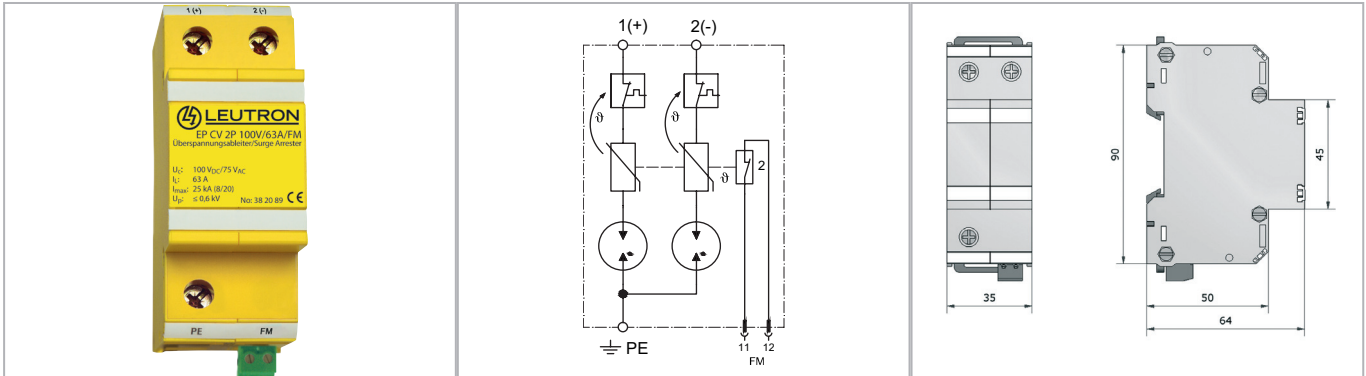 1 (+) 2 (-)
LEUTRON
EP CV 2P 100V/63A/FM
Überspannungsableiter/Surge Arrester
Uc: 100 VDC/75 VAC
IL: 63 A
Imax: 25 kA (8/20)
Up: ≤ 0,6 kV No: 38 20 89 CE
PE FM
1(+) 2(-)
ϑ ϑ
ϑ 2
PE 11 12
FM
90 45
35 50
64